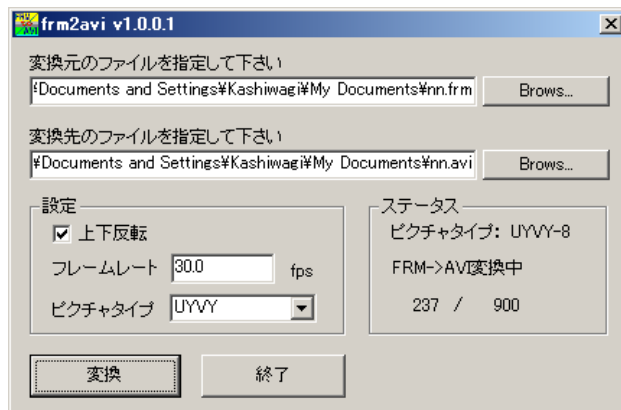 frm2avi v1.0.0.1
変換元のファイルを指定して下さい
¥Documents and Settings¥Kashiwagi¥My Documents¥nn.frm
Brows...
変換先のファイルを指定して下さい
¥Documents and Settings¥Kashiwagi¥My Documents¥nn.avi
Brows...
設定
上下反転
フレームレート 30.0 fps
ピクチャタイプ UYVY
ステータス
ピクチャタイプ: UYVY-8
FRM->AVI変換中
237 / 900
変換
終了